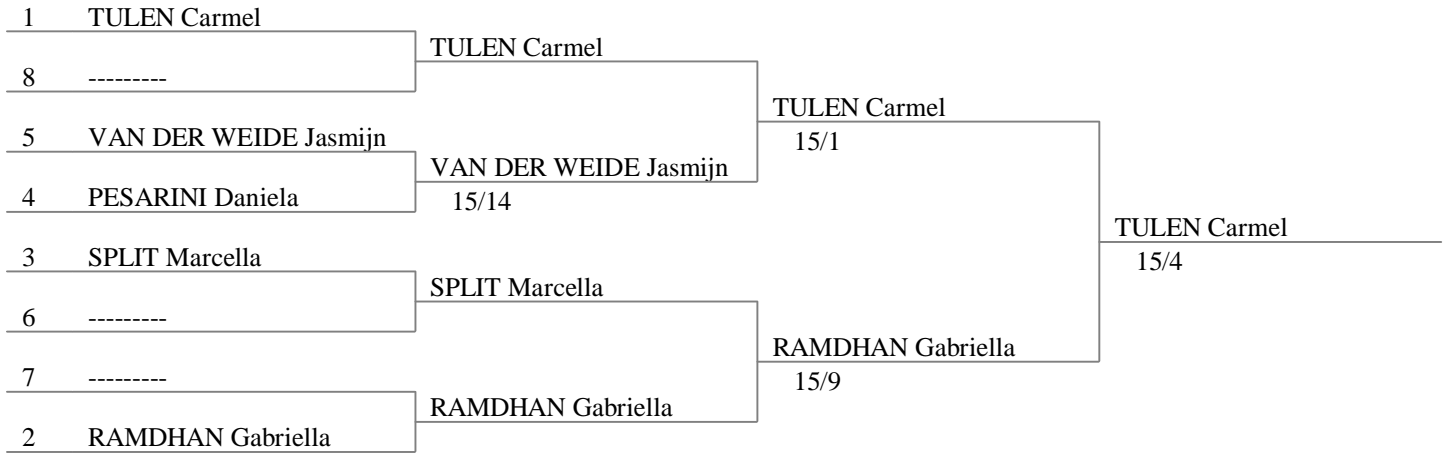 1 TULEN Carmel
TULEN Carmel
8 ---------
TULEN Carmel
15/1
5 VAN DER WEIDE Jasmijn
VAN DER WEIDE Jasmijn
15/14
4 PESARINI Daniela
TULEN Carmel
15/4
3 SPLIT Marcella
SPLIT Marcella
6 ---------
RAMDHAN Gabriella
15/9
7 ---------
RAMDHAN Gabriella
2 RAMDHAN Gabriella